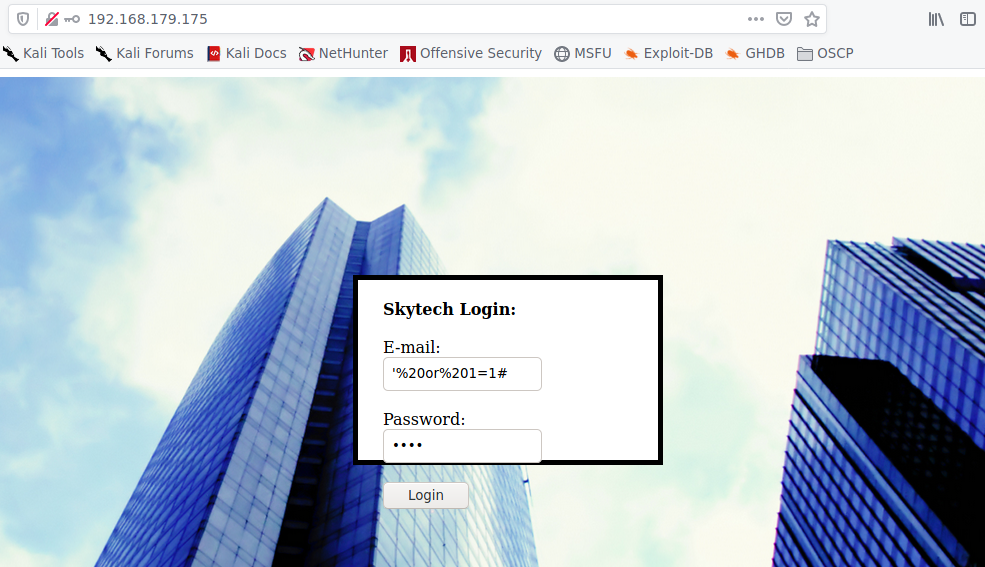 192.168.179.175
Kali Tools Kali Forums Kali Docs NetHunter Offensive Security MSFU Exploit-DB GHDB OSCP
Skytech Login:
E-mail:
'%20or%201=1#
Password:
••••
Login